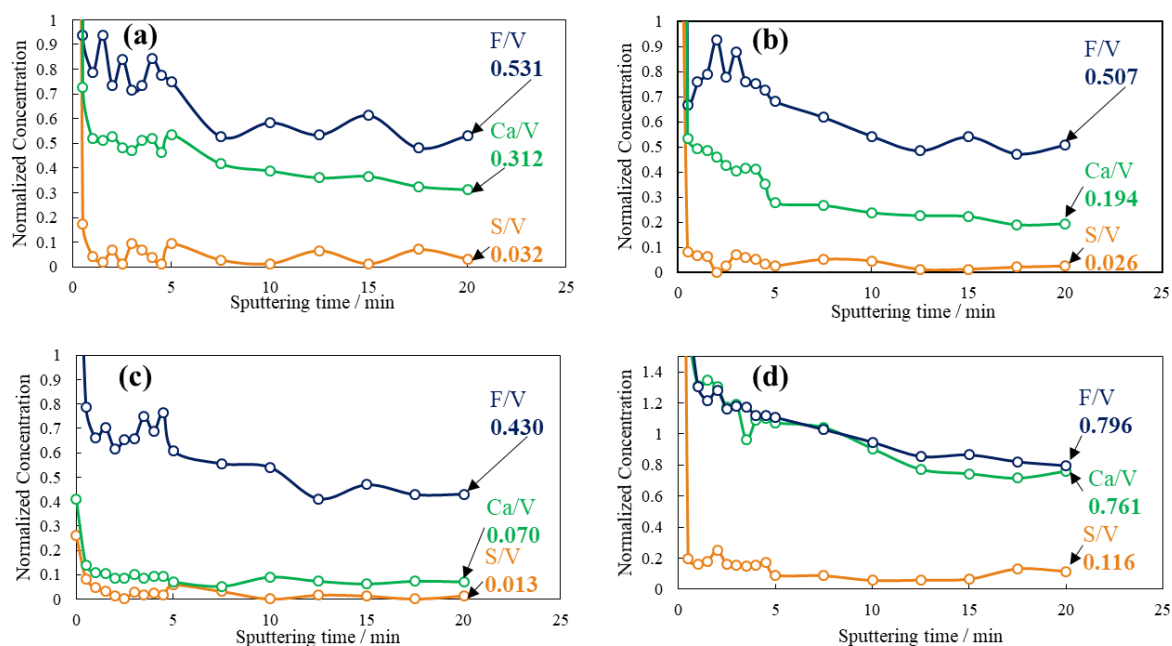 (a)
F/V
0.531
Ca/V
0.312
S/V
0.032
Normalized Concentration
1
0.9
0.8
0.7
0.6
0.5
0.4
0.3
0.2
0.1
0
0 5 10 15 20 25
Sputtering time / min
(b)
F/V
0.507
Ca/V
0.194
S/V
0.026
Normalized Concentration
1
0.9
0.8
0.7
0.6
0.5
0.4
0.3
0.2
0.1
0
0 5 10 15 20 25
Sputtering time / min
(c)
F/V
0.430
Ca/V
0.070
S/V
0.013
Normalized Concentration
1
0.9
0.8
0.7
0.6
0.5
0.4
0.3
0.2
0.1
0
0 5 10 15 20 25
Sputtering time / min
(d)
F/V
0.796
Ca/V
0.761
S/V
0.116
Normalized Concentration
1.4
1.2
1
0.8
0.6
0.4
0.2
0
0 5 10 15 20 25
Sputtering time / min